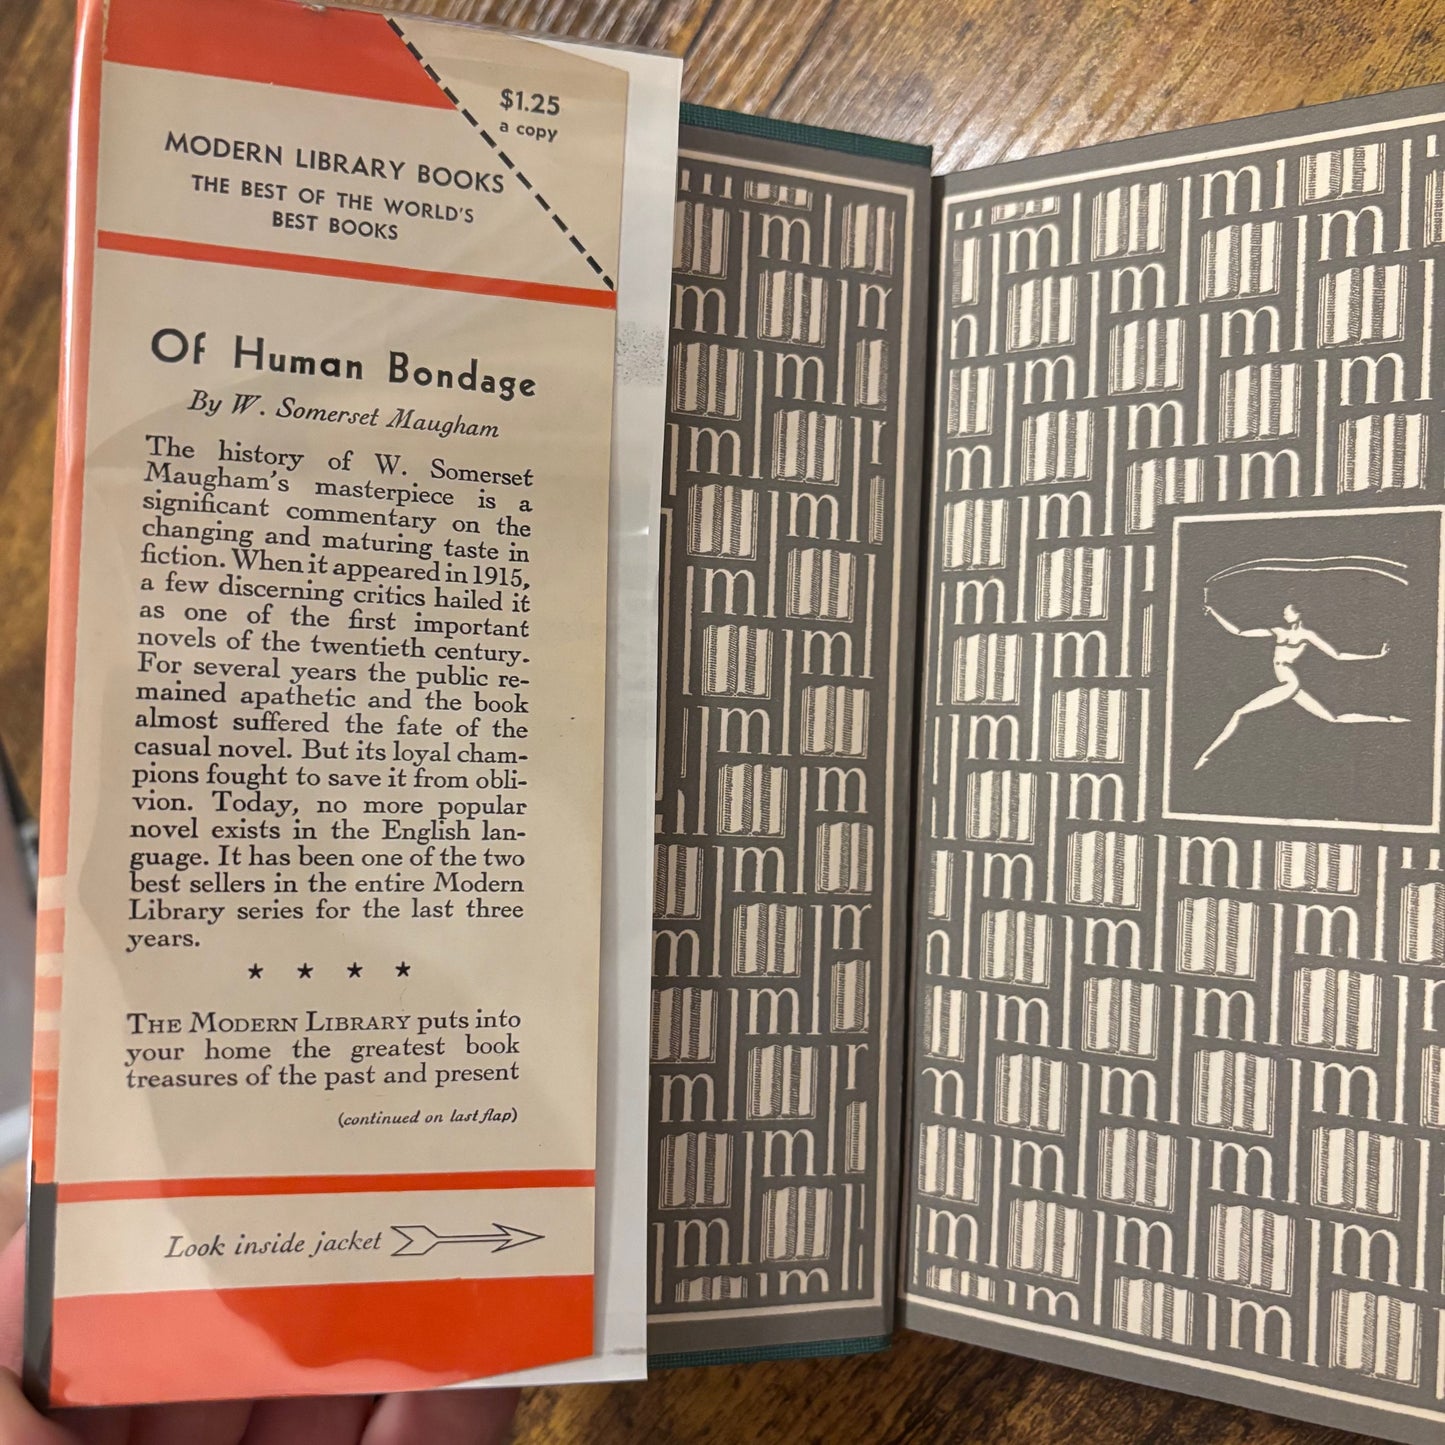 $1.25
a copy
MODERN LIBRARY BOOKS
THE BEST OF THE WORLD'S
BEST BOOKS
Of Human Bondage
By W. Somerset Maugham
The history of W. Somerset
Maugham's masterpiece is a
significant commentary on the
changing and maturing taste in
fiction. When it appeared in 1915,
a few discerning critics hailed it
as one of the first important
novels of the twentieth century.
For several years the public re-
mained apathetic and the book
almost suffered the fate of the
casual novel. But its loyal cham-
pions fought to save it from obli-
vion. Today, no more popular
novel exists in the English lan-
guage. It has been one of the two
best sellers in the entire Modern
Library series for the last three
years.
★ ★ ★ ★
THE MODERN LIBRARY puts into
your home the greatest book
treasures of the past and present
(continued on last flap)
Look inside jacket